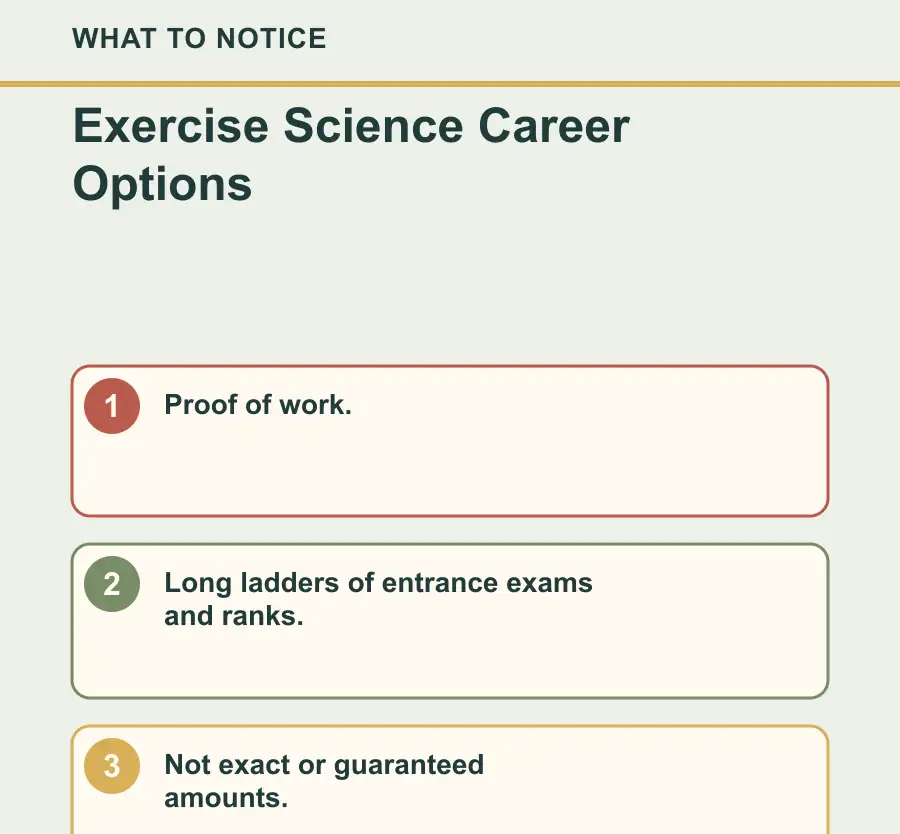 WHAT TO NOTICE
Exercise Science Career
Options
1
Proof of work.
2
Long ladders of entrance exams
and ranks.
3
Not exact or guaranteed
amounts.